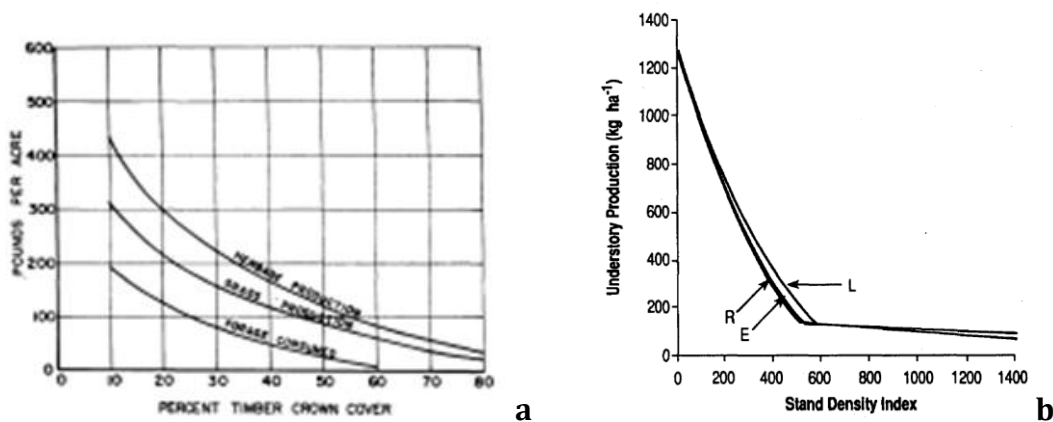 600
500
400
300
200
100
0
POUNDS PER ACRE
HERBAGE PRODUCTION
GRASS PRODUCTION
FORAGE CONSUMED
0 10 20 30 40 50 60 70 80
PERCENT TIMBER CROWN COVER
a
1400
1200
1000
800
600
400
200
0
Understory Production (kg ha⁻¹)
L
R
E
0 200 400 600 800 1000 1200 1400
Stand Density Index
b